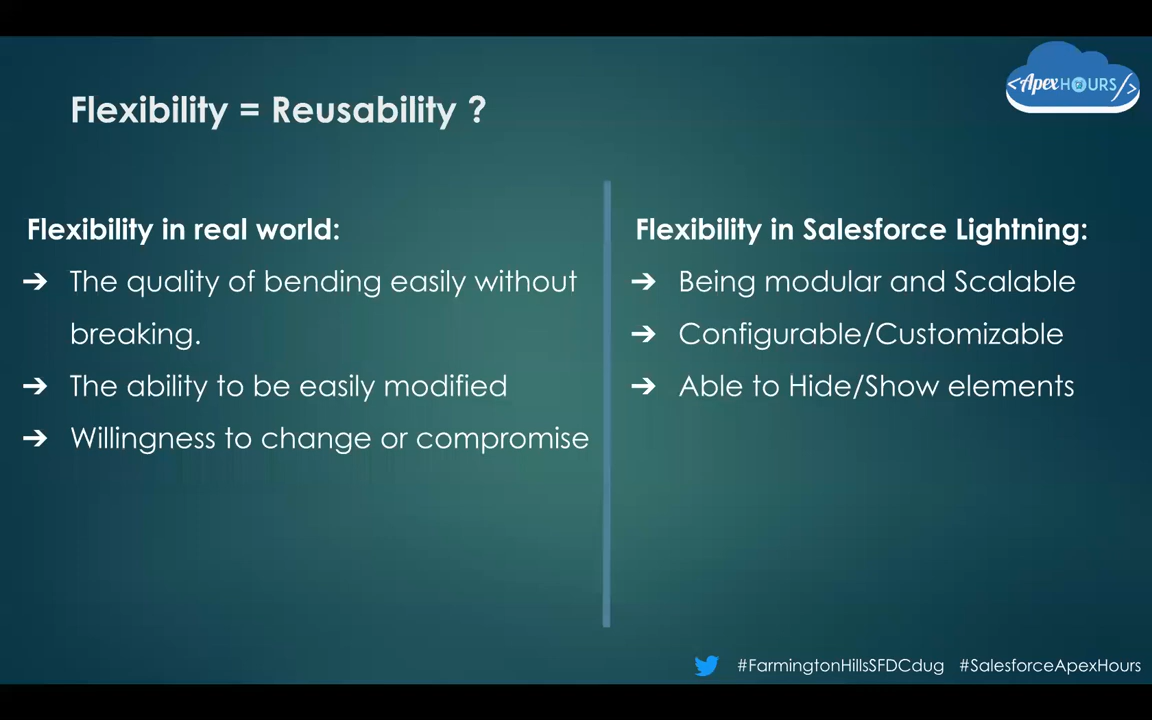 <ApexHOURS/>
Flexibility = Reusability ?
Flexibility in real world:
➔ The quality of bending easily without
breaking.
➔ The ability to be easily modified
➔ Willingness to change or compromise
Flexibility in Salesforce Lightning:
➔ Being modular and Scalable
➔ Configurable/Customizable
➔ Able to Hide/Show elements
#FarmingtonHillsSFDCdug #SalesforceApexHours